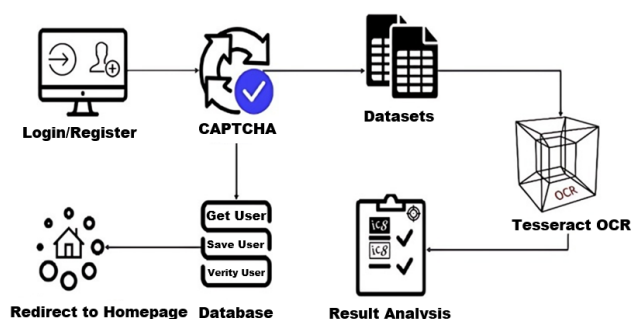 Login/Register
CAPTCHA
Datasets
OCR
Tesseract OCR
Get User
Save User
Verity User
ic8
ic8
Redirect to Homepage
Database
Result Analysis